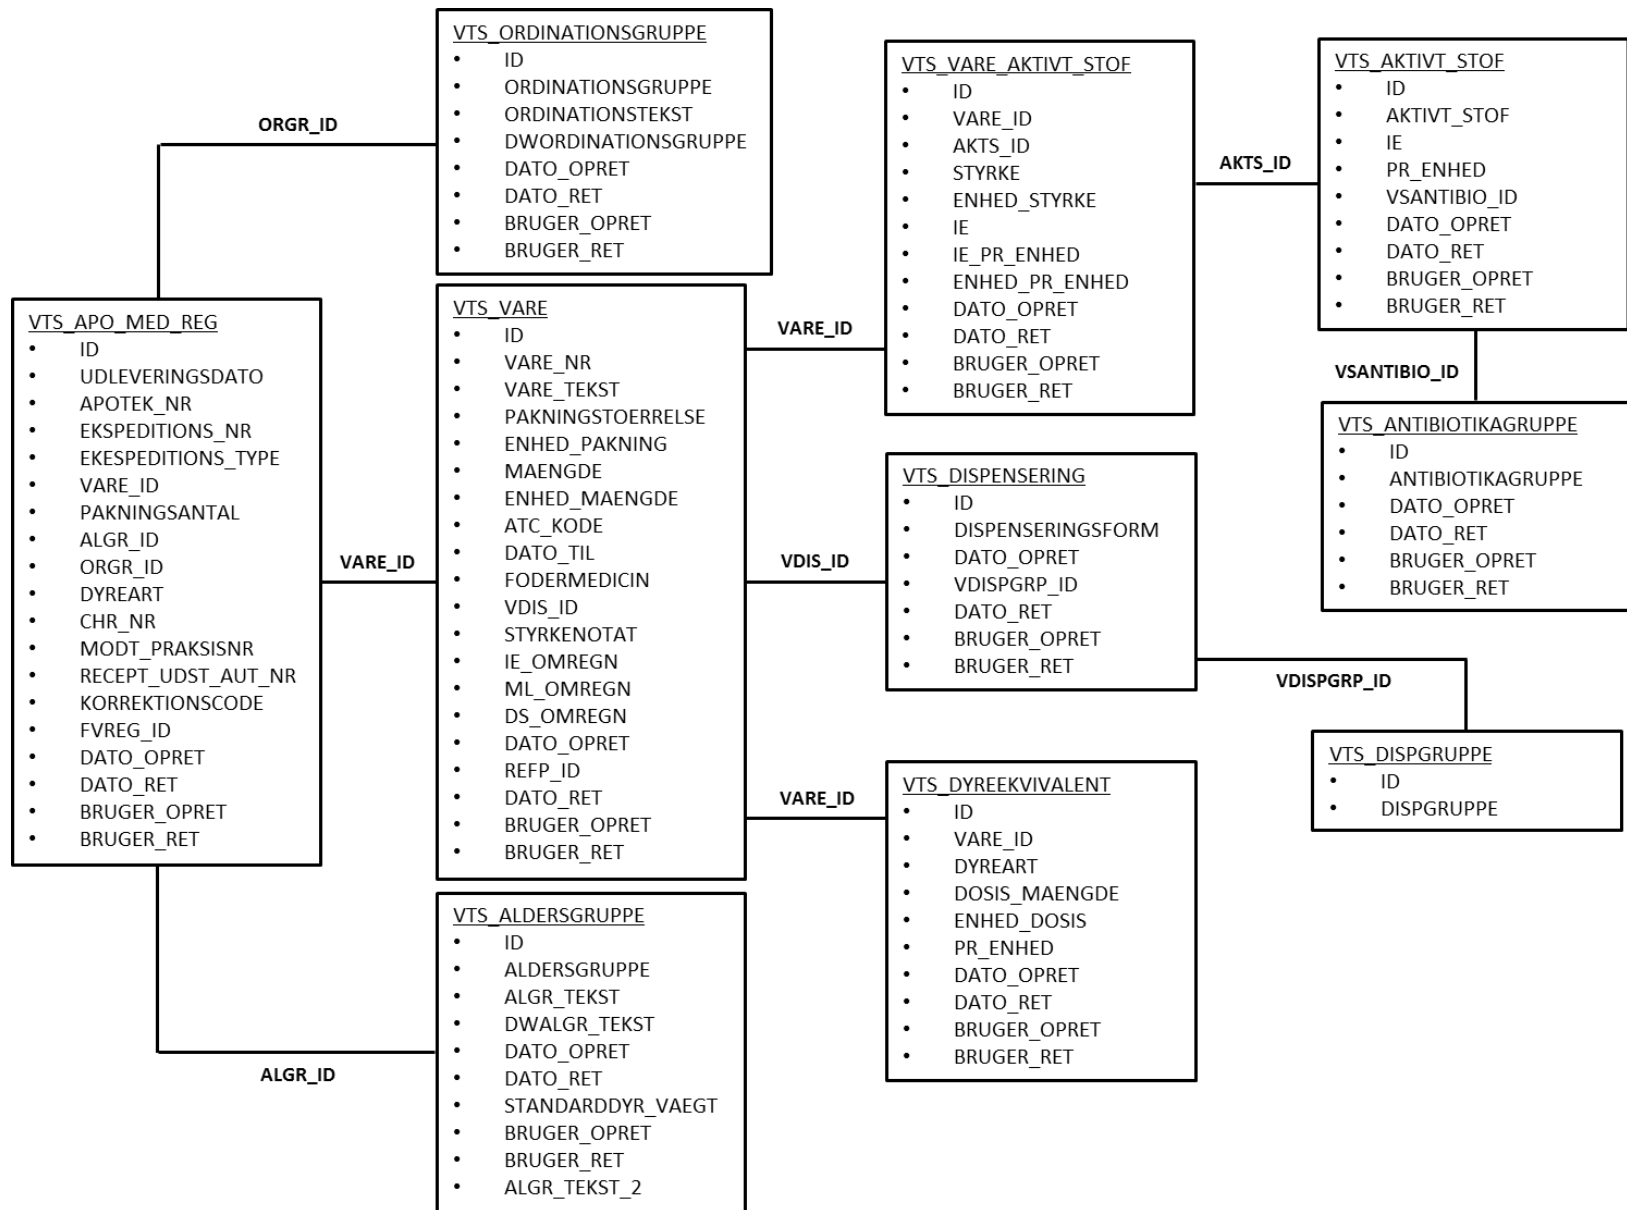 VTS_ORDINATIONSGRUPPE
• ID
• ORDINATIONSGRUPPE
• ORDINATIONSTEKST
• DWORDINATIONSGRUPPE
• DATO_OPRET
• DATO_RET
• BRUGER_OPRET
• BRUGER_RET
ORGR_ID
VTS_APO_MED_REG
• ID
• UDLEVERINGSDATO
• APOTEK_NR
• EKSPEDITIONS_NR
• EKESPEDITIONS_TYPE
• VARE_ID
• PAKNINGSANTAL
• ALGR_ID
• ORGR_ID
• DYREART
• CHR_NR
• MODT_PRAKSISNR
• RECEPT_UDST_AUT_NR
• KORREKTIONSCODE
• FVREG_ID
• DATO_OPRET
• DATO_RET
• BRUGER_OPRET
• BRUGER_RET
VARE_ID
VTS_VARE
• ID
• VARE_NR
• VARE_TEKST
• PAKNINGSTOERRELSE
• ENHED_PAKNING
• MAENGDE
• ENHED_MAENGDE
• ATC_KODE
• DATO_TIL
• FODERMEDICIN
• VDIS_ID
• STYRKENOTAT
• IE_OMREGN
• ML_OMREGN
• DS_OMREGN
• DATO_OPRET
• REFP_ID
• DATO_RET
• BRUGER_OPRET
• BRUGER_RET
ALGR_ID
VTS_ALDERSGRUPPE
• ID
• ALDERSGRUPPE
• ALGR_TEKST
• DWALGR_TEKST
• DATO_OPRET
• DATO_RET
• STANDARDDYR_VAEGT
• BRUGER_OPRET
• BRUGER_RET
• ALGR_TEKST_2
VARE_ID
VTS_VARE_AKTIVT_STOF
• ID
• VARE_ID
• AKTS_ID
• STYRKE
• ENHED_STYRKE
• IE
• IE_PR_ENHED
• ENHED_PR_ENHED
• DATO_OPRET
• DATO_RET
• BRUGER_OPRET
• BRUGER_RET
AKTS_ID
VTS_AKTIVT_STOF
• ID
• AKTIVT_STOF
• IE
• PR_ENHED
• VSANTIBIO_ID
• DATO_OPRET
• DATO_RET
• BRUGER_OPRET
• BRUGER_RET
VSANTIBIO_ID
VTS_ANTIBIOTIKAGRUPPE
• ID
• ANTIBIOTIKAGRUPPE
• DATO_OPRET
• DATO_RET
• BRUGER_OPRET
• BRUGER_RET
VDIS_ID
VTS_DISPENSERING
• ID
• DISPENSERINGSFORM
• DATO_OPRET
• VDISPGRP_ID
• DATO_RET
• BRUGER_OPRET
• BRUGER_RET
VDISPGRP_ID
VTS_DISPGRUPPE
• ID
• DISPGRUPPE
VARE_ID
VTS_DYREEKVIVALENT
• ID
• VARE_ID
• DYREART
• DOSIS_MAENGDE
• ENHED_DOSIS
• PR_ENHED
• DATO_OPRET
• DATO_RET
• BRUGER_OPRET
• BRUGER_RET